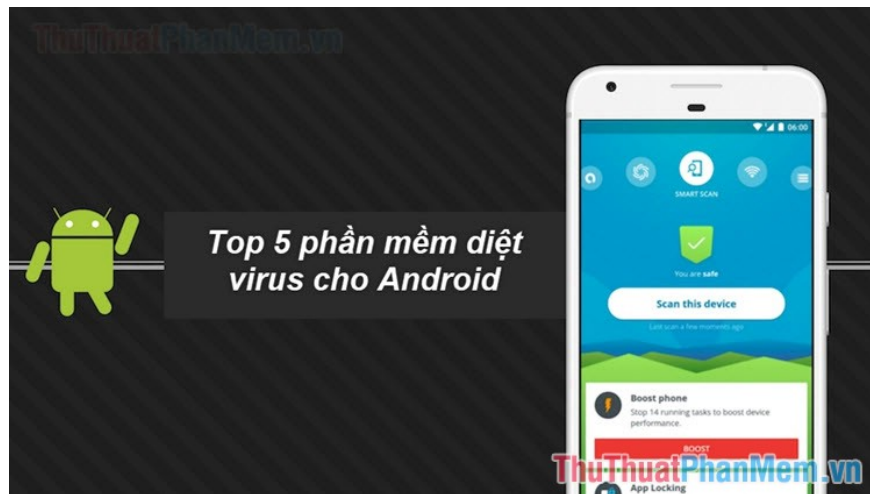 ThuThuatPhanMem.vn
Top 5 phần mềm diệt
virus cho Android
06:00
SMART SCAN
You are safe
Scan this device
Last scan a few moments ago
Boost phone
Stop 14 running tasks to boost device
performance.
BOOST
ThuThuatPhanMem.vn
App Locking